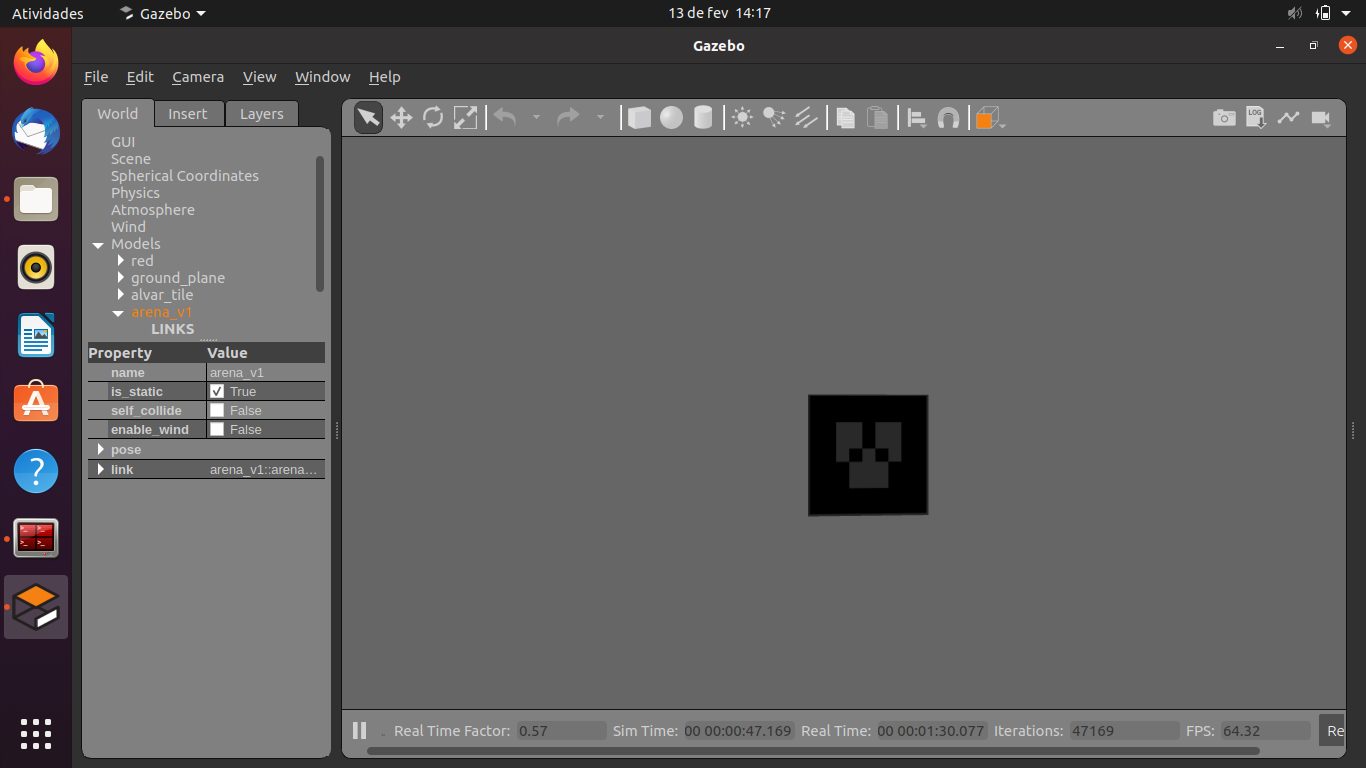 Atividades
Gazebo
13 de fev 14:17
Gazebo
File Edit Camera View Window Help
World Insert Layers
GUI
Scene
Spherical Coordinates
Physics
Atmosphere
Wind
Models
red
ground_plane
alvar_tile
arena_v1
LINKS
Property Value
name arena_v1
is_static True
self_collide False
enable_wind False
pose
link arena_v1::arena...
LOG
Real Time Factor: 0.57 Sim Time: 00 00:00:47.169 Real Time: 00 00:01:30.077 Iterations: 47169 FPS: 64.32 Re